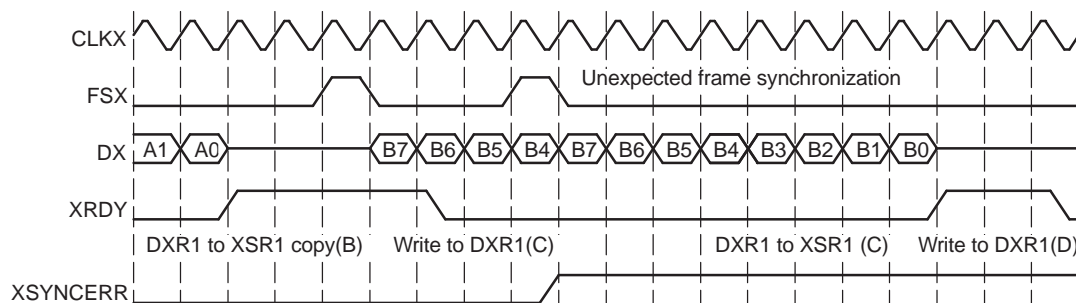 CLKX
FSX
Unexpected frame synchronization
DX A1 A0 B7 B6 B5 B4 B7 B6 B5 B4 B3 B2 B1 B0
XRDY
DXR1 to XSR1 copy(B) Write to DXR1(C) DXR1 to XSR1 (C) Write to DXR1(D)
XSYNCERR